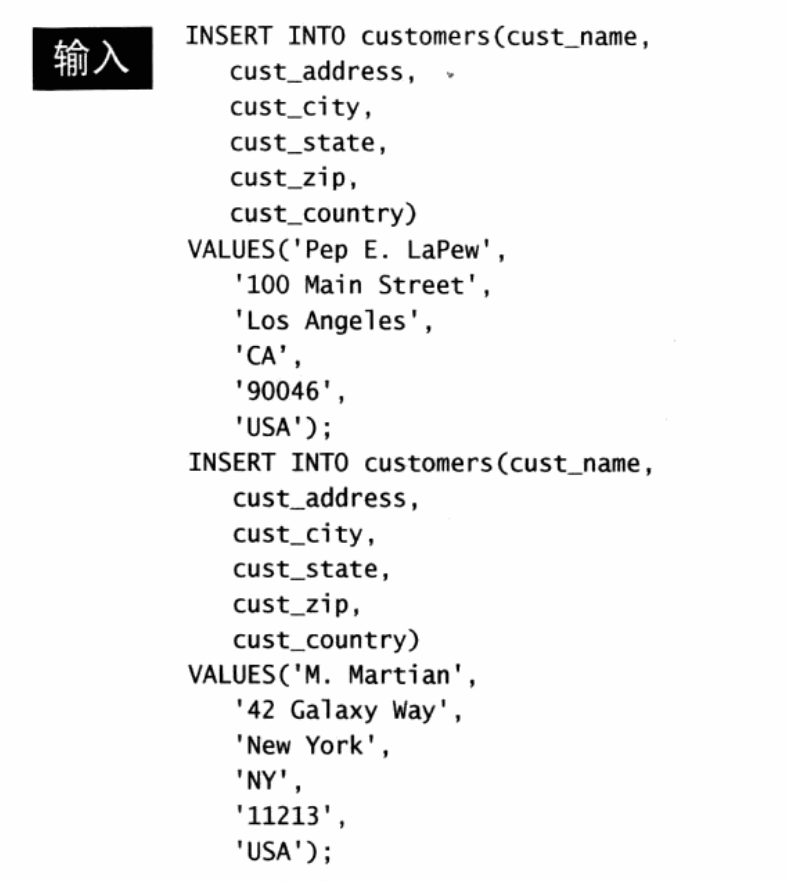 输入
INSERT INTO customers(cust_name,
cust_address,
cust_city,
cust_state,
cust_zip,
cust_country)
VALUES('Pep E. LaPew',
'100 Main Street',
'Los Angeles',
'CA',
'90046',
'USA');
INSERT INTO customers(cust_name,
cust_address,
cust_city,
cust_state,
cust_zip,
cust_country)
VALUES('M. Martian',
'42 Galaxy Way',
'New York',
'NY',
'11213',
'USA');